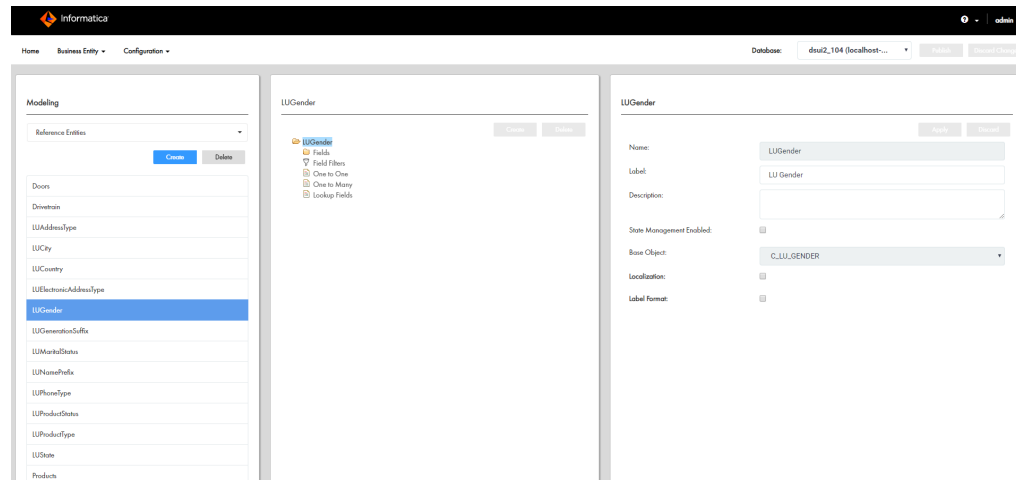 Informatica
admin
Home Business Entity Configuration
Database: dsui2_104 (localhost-... Publish Discard Change
Modeling
Reference Entities
Create Delete
Doors
Drivetrain
LUAddressType
LUCity
LUCountry
LUElectronicAddressType
LUGender
LUGenerationSuffix
LUMaritalStatus
LUNamePrefix
LUPhoneType
LUProductStatus
LUProductType
LUState
Products
LUGender
Create Delete
LUGender
Fields
Field Filters
One to One
One to Many
Lookup Fields
LUGender
Apply Discard
Name: LUGender
Label: LU Gender
Description:
State Management Enabled:
Base Object: C_LU_GENDER
Localization:
Label Format: